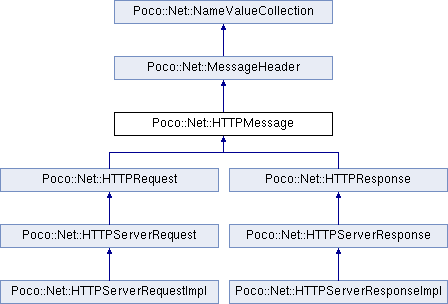 Poco::Net::NameValueCollection
Poco::Net::MessageHeader
Poco::Net::HTTPMessage
Poco::Net::HTTPRequest
Poco::Net::HTTPResponse
Poco::Net::HTTPServerRequest
Poco::Net::HTTPServerResponse
Poco::Net::HTTPServerRequestImpl
Poco::Net::HTTPServerResponseImpl